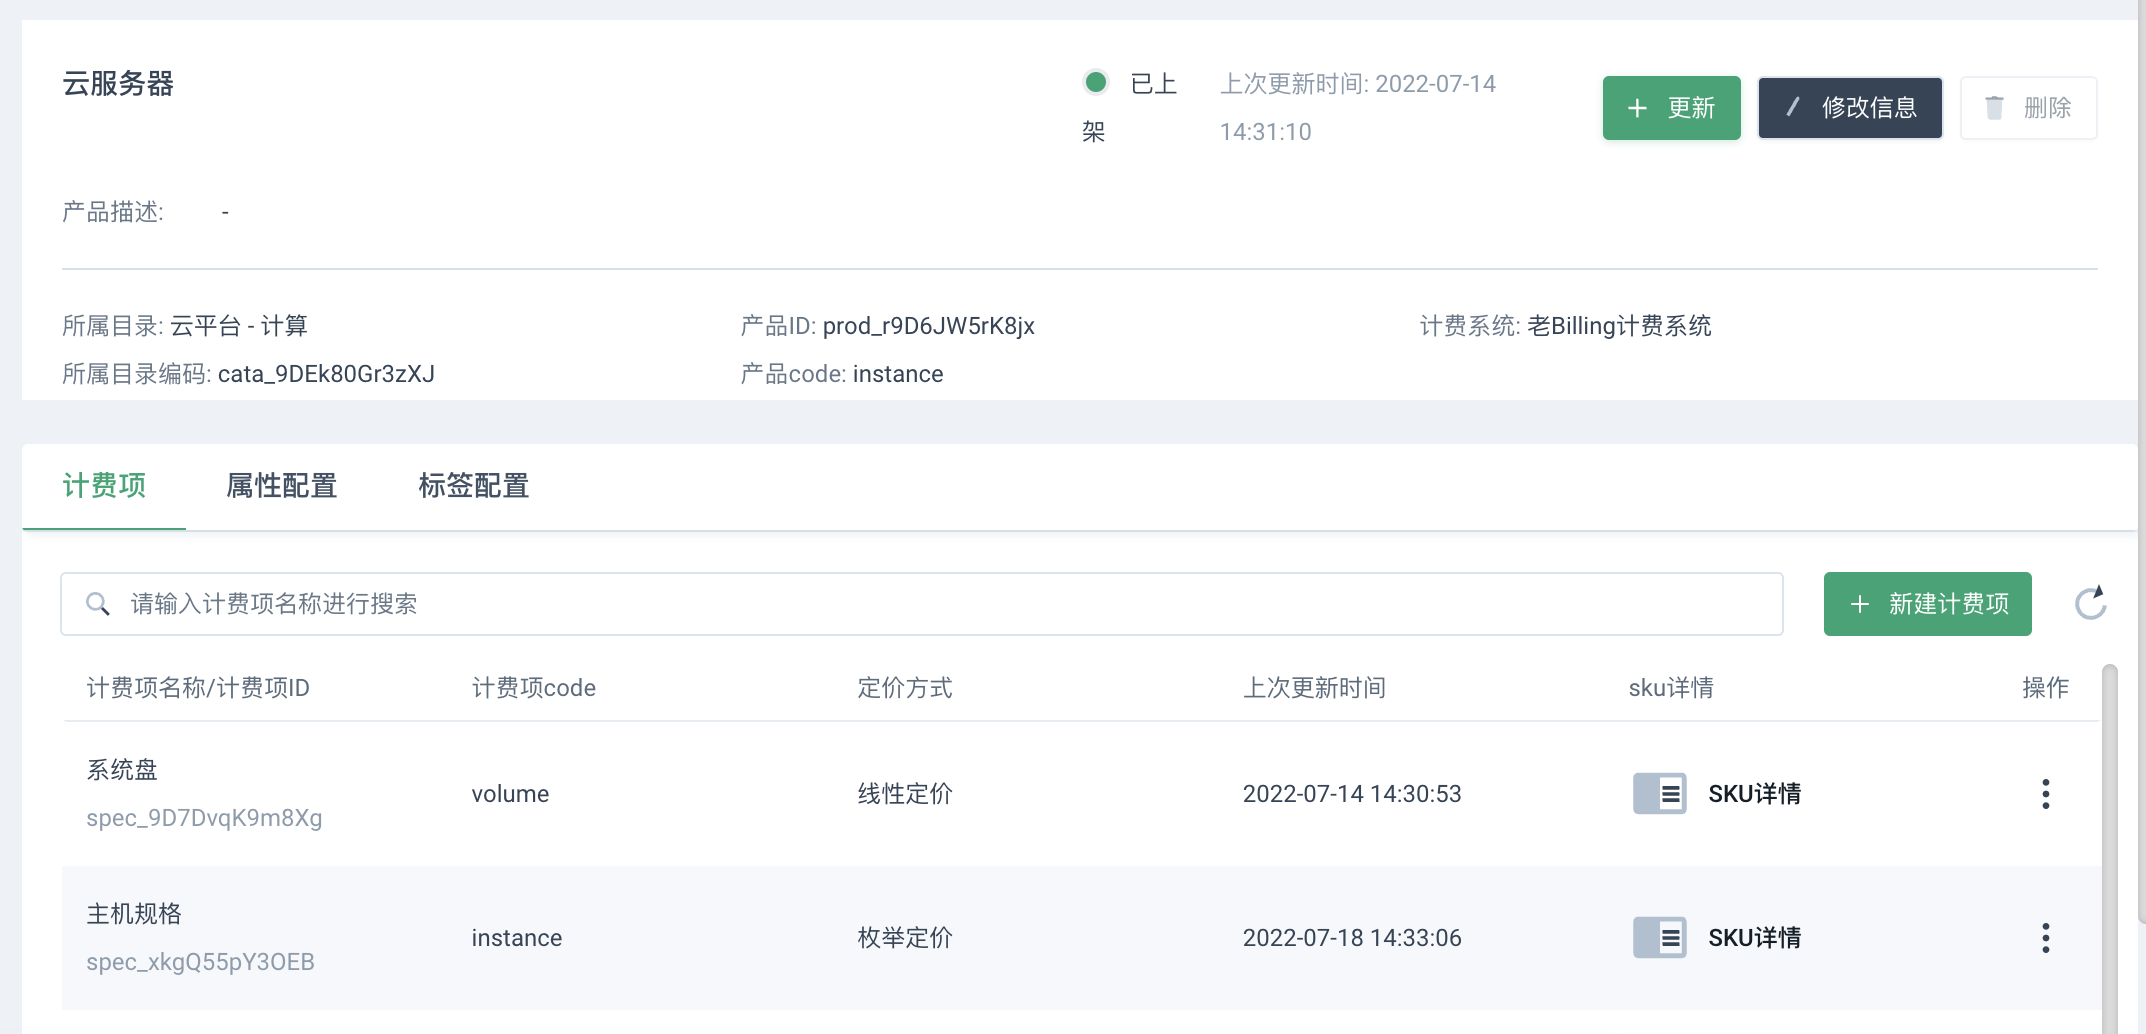 云服务器
已上架
上次更新时间: 2022-07-14
14:31:10
更新
修改信息
删除
产品描述: -
所属目录: 云平台 - 计算
产品ID: prod_r9D6JW5rK8jx
计费系统: 老Billing计费系统
所属目录编码: cata_9DEk80Gr3zXJ
产品code: instance
计费项
属性配置
标签配置
请输入计费项名称进行搜索
新建计费项
计费项名称/计费项ID
计费项code
定价方式
上次更新时间
sku详情
操作
系统盘
spec_9D7DvqK9m8Xg
volume
线性定价
2022-07-14 14:30:53
SKU详情
主机规格
spec_xkgQ55pY3OEB
instance
枚举定价
2022-07-18 14:33:06
SKU详情